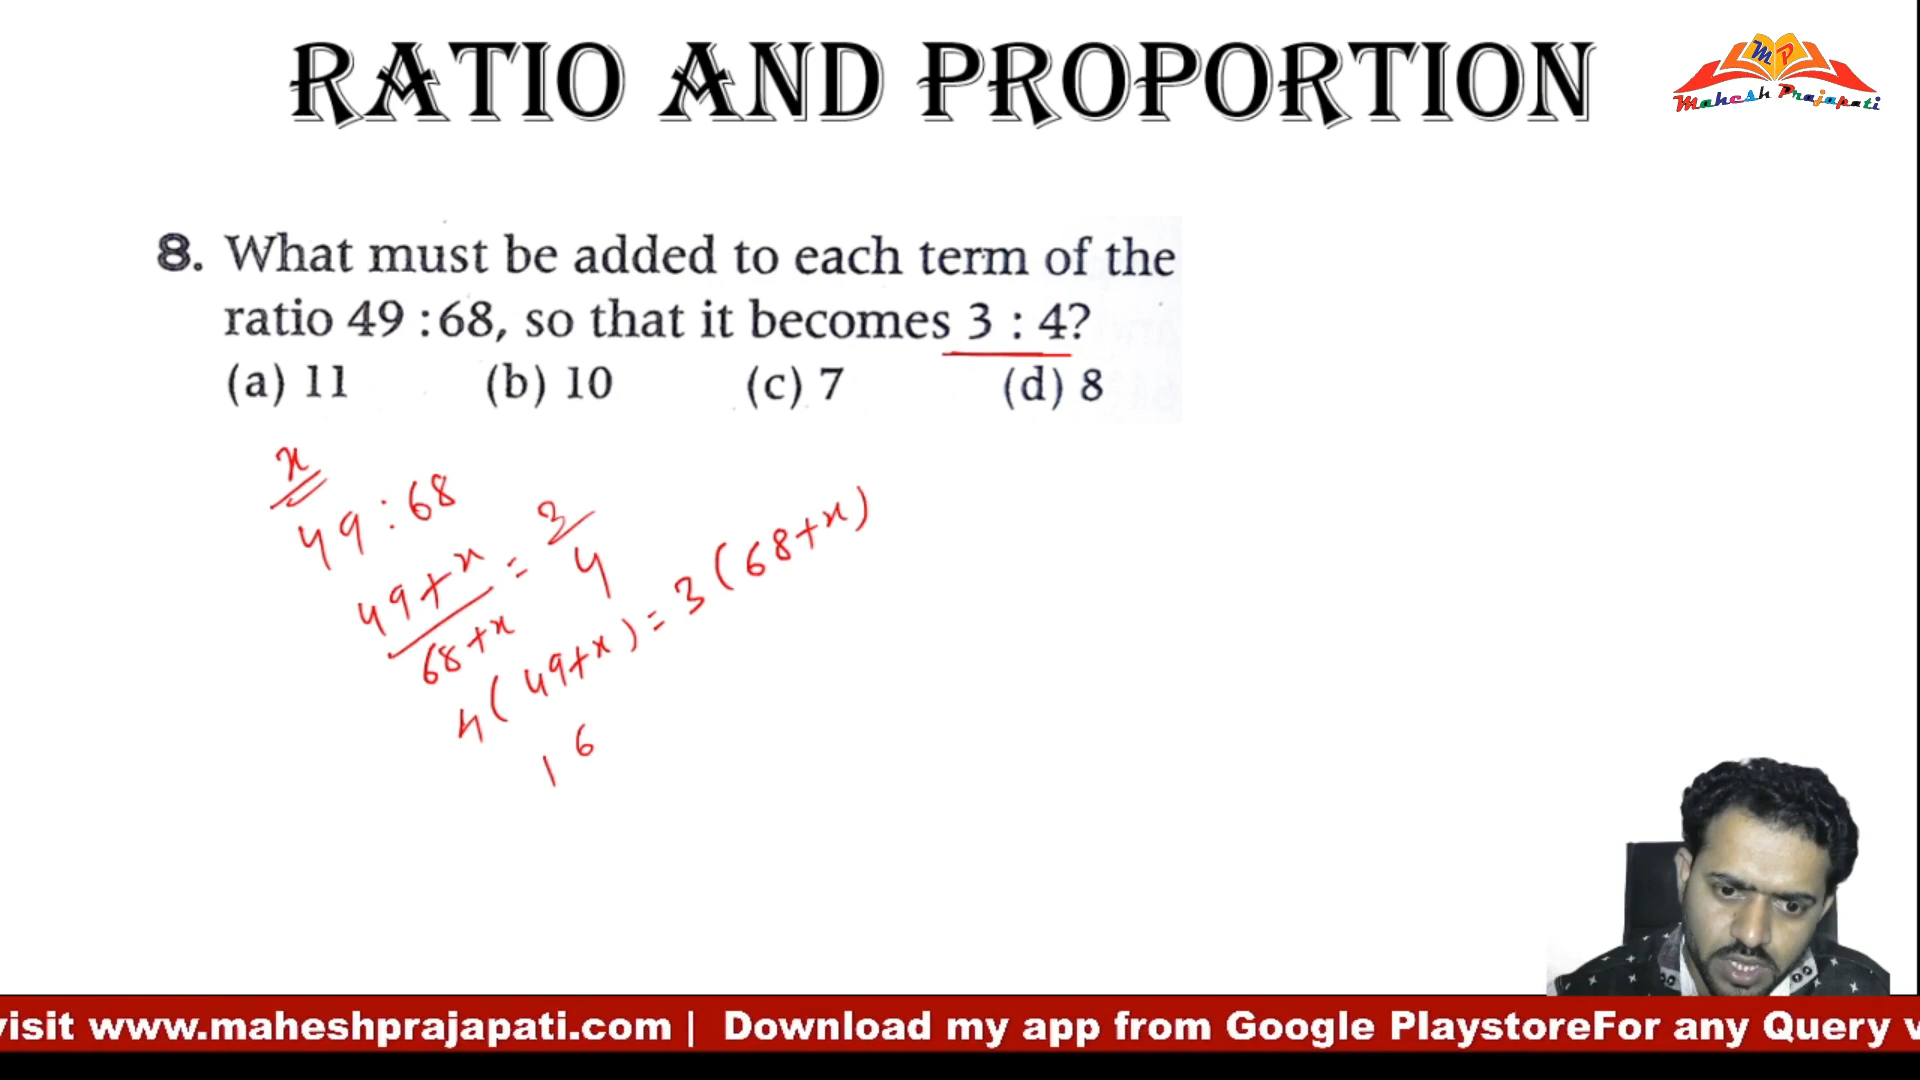 RATIO AND PROPORTION
MP
Mahesh Prajapati
8. What must be added to each term of the
ratio 49 : 68, so that it becomes 3 : 4?
(a) 11 (b) 10 (c) 7 (d) 8
x
49 : 68
49+x / 68+x = 3/4
4(49+x) = 3(68+x)
16
visit www.maheshprajapati.com | Download my app from Google PlaystoreFor any Query v